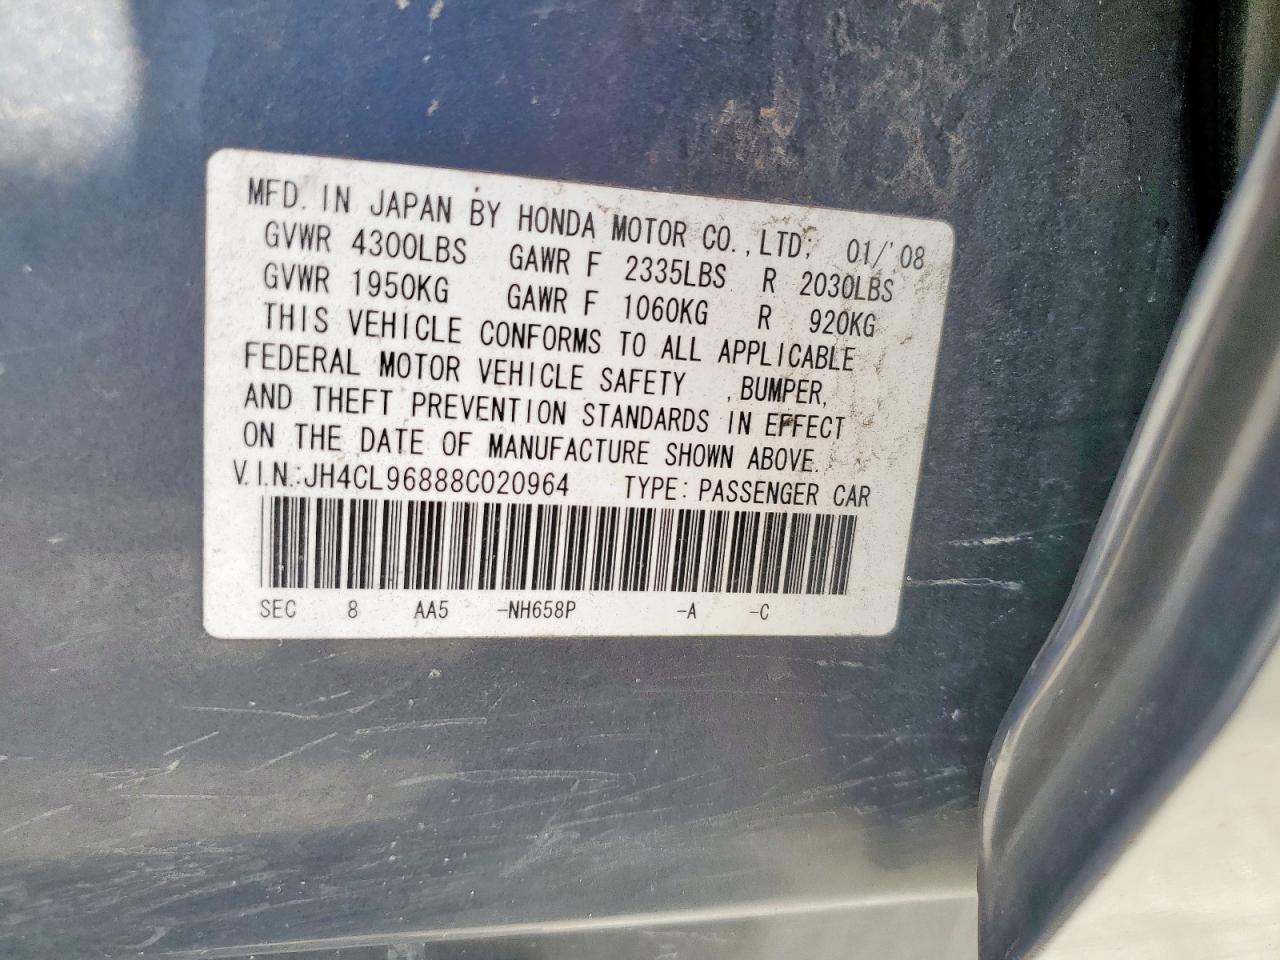 MFD. IN JAPAN BY HONDA MOTOR CO., LTD; 01/'08
GVWR 4300LBS GAWR F 2335LBS R 2030LBS
GVWR 1950KG GAWR F 1060KG R 920KG
THIS VEHICLE CONFORMS TO ALL APPLICABLE
FEDERAL MOTOR VEHICLE SAFETY , BUMPER,
AND THEFT PREVENTION STANDARDS IN EFFECT
ON THE DATE OF MANUFACTURE SHOWN ABOVE.
V.I.N.:JH4CL96888C020964 TYPE: PASSENGER CAR
SEC 8 AA5 -NH658P -A -C